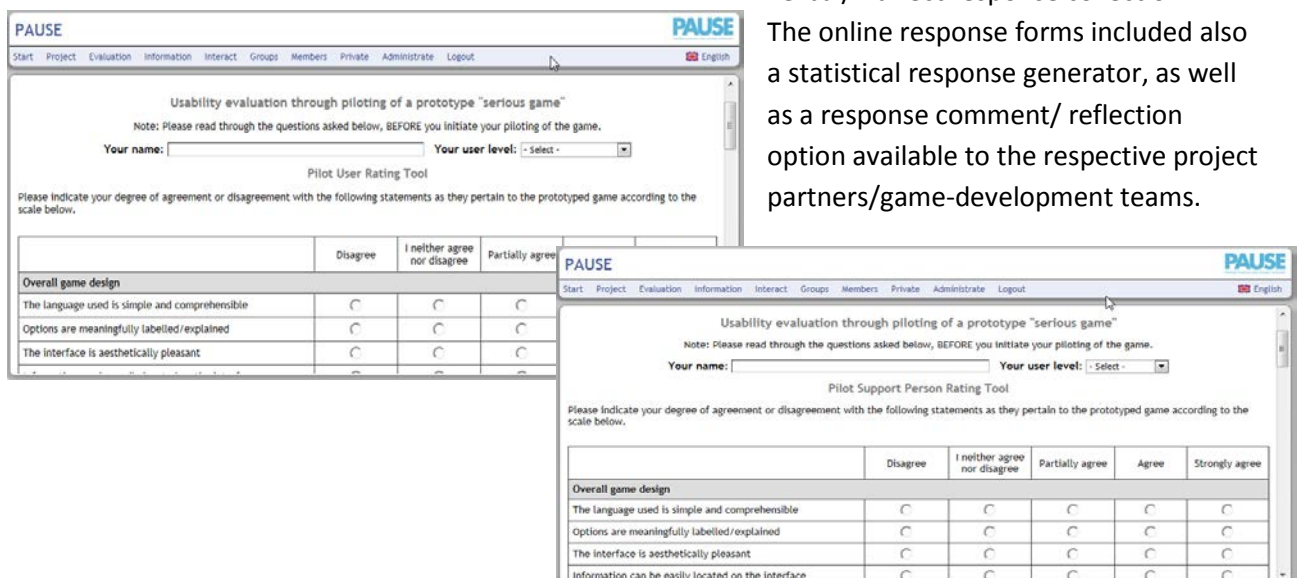 The online response forms included also
a statistical response generator, as well
as a response comment/ reflection
option available to the respective project
partners/game-development teams.
PAUSE PAUSE
Start Project Evaluation Information Interact Groups Members Private Administrate Logout English
Usability evaluation through piloting of a prototype "serious game"
Note: Please read through the questions asked below, BEFORE you initiate your piloting of the game.
Your name: Your user level: - Select -
Pilot User Rating Tool
Please indicate your degree of agreement or disagreement with the following statements as they pertain to the prototyped game according to the
scale below.
Disagree I neither agree
nor disagree Partially agree
Overall game design
The language used is simple and comprehensible
Options are meaningfully labelled/explained
The interface is aesthetically pleasant
PAUSE PAUSE
Start Project Evaluation Information Interact Groups Members Private Administrate Logout English
Usability evaluation through piloting of a prototype "serious game"
Note: Please read through the questions asked below, BEFORE you initiate your piloting of the game.
Your name: Your user level: - Select -
Pilot Support Person Rating Tool
Please indicate your degree of agreement or disagreement with the following statements as they pertain to the prototyped game according to the
scale below.
Disagree I neither agree
nor disagree Partially agree Agree Strongly agree
Overall game design
The language used is simple and comprehensible
Options are meaningfully labelled/explained
The interface is aesthetically pleasant
Information can be easily located on the interface